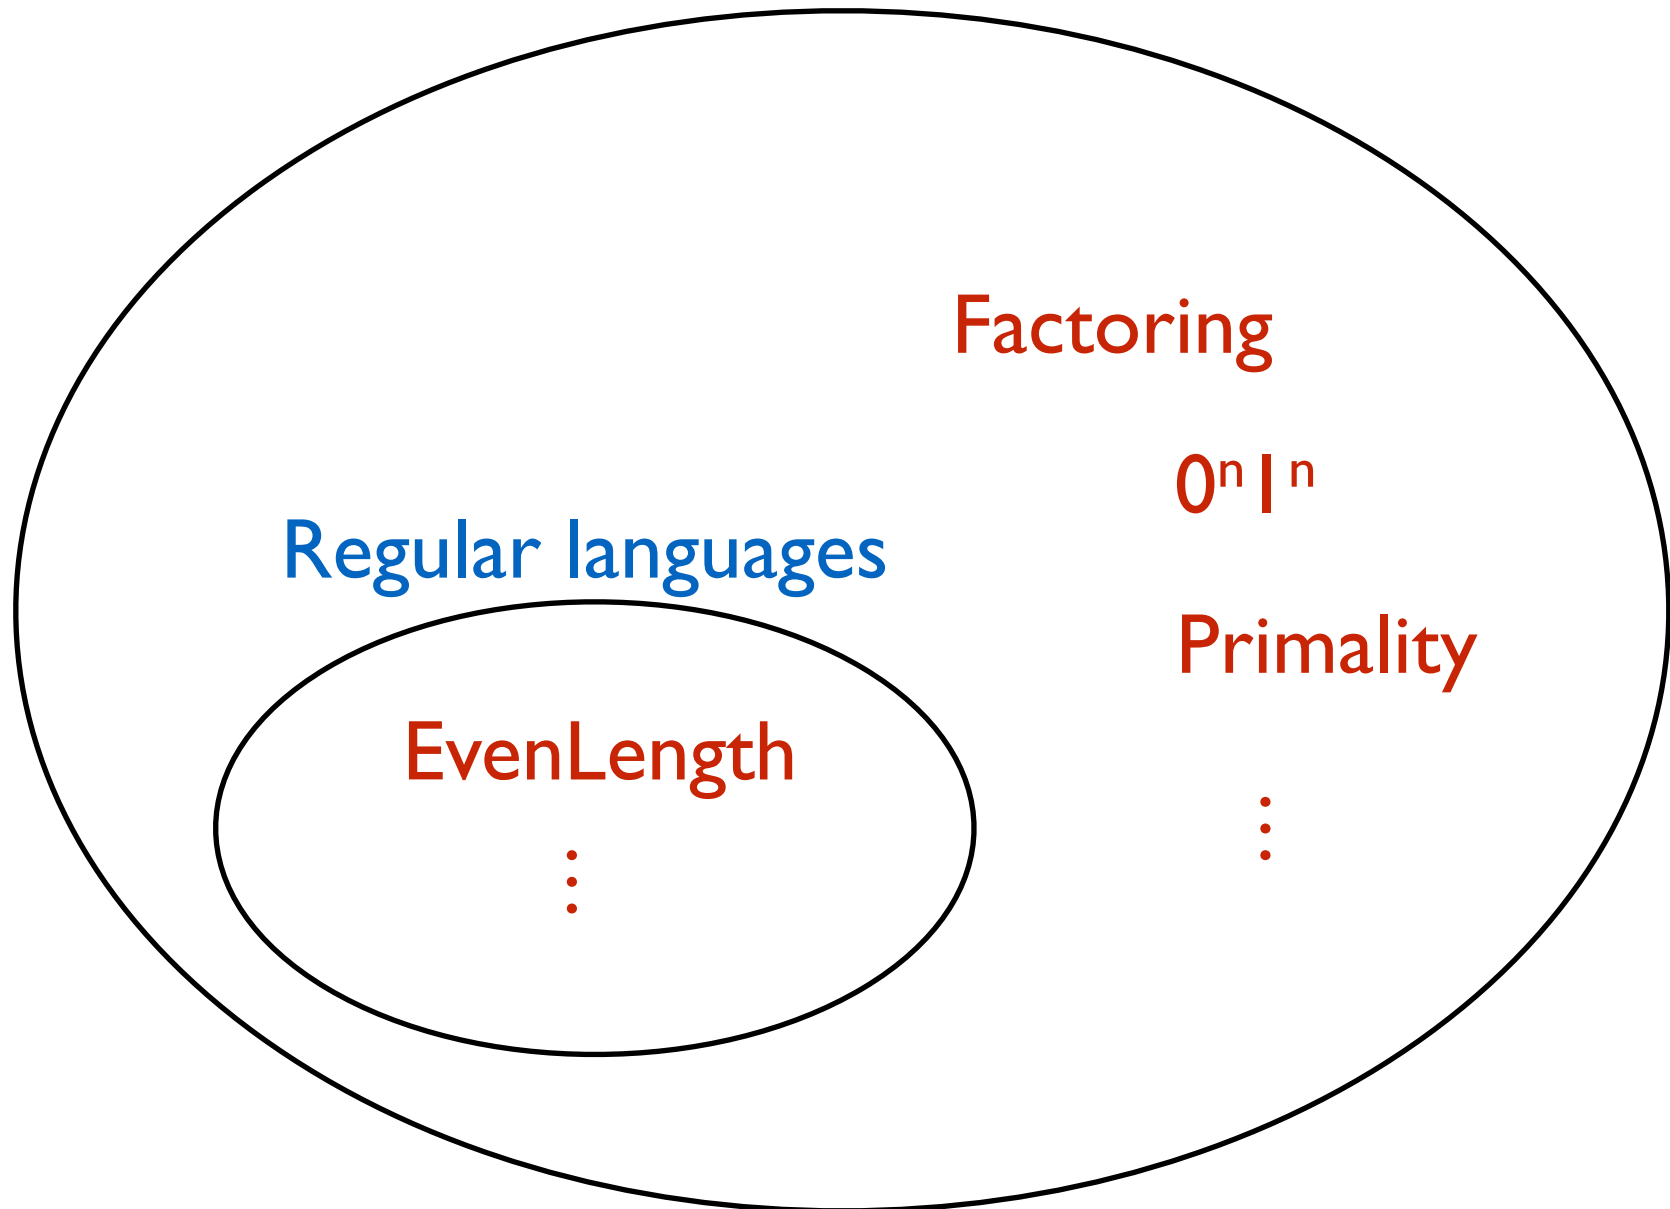 Factoring
0ⁿ1ⁿ
Regular languages
Primality
EvenLength
⋮
⋮